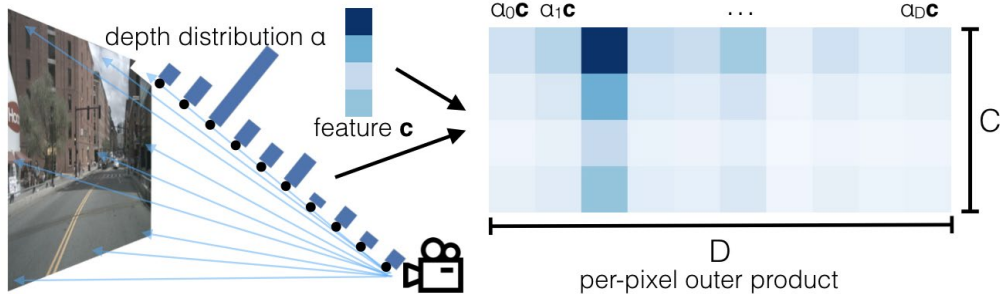 depth distribution α
feature c
α₀c α₁c ... α_Dc
C
D
per-pixel outer product